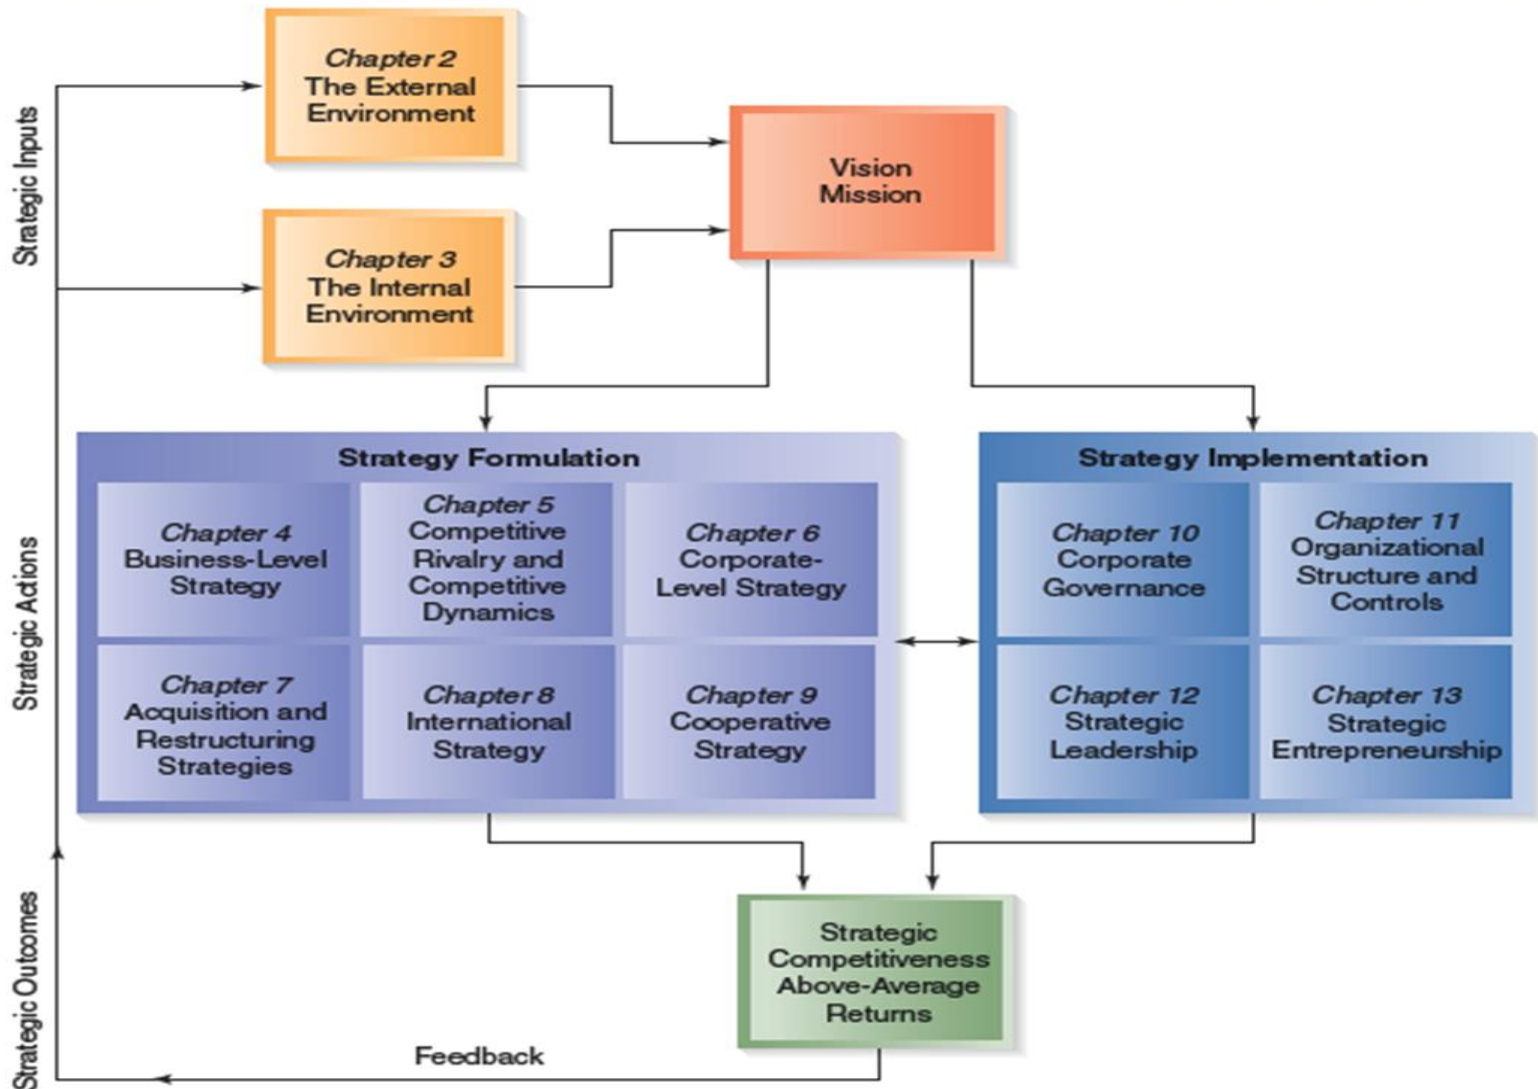 Strategic Inputs
Chapter 2
The External
Environment
Chapter 3
The Internal
Environment
Vision
Mission
Strategic Actions
Strategy Formulation
Chapter 4
Business-Level
Strategy
Chapter 5
Competitive
Rivalry and
Competitive
Dynamics
Chapter 6
Corporate-
Level Strategy
Chapter 7
Acquisition and
Restructuring
Strategies
Chapter 8
International
Strategy
Chapter 9
Cooperative
Strategy
Strategy Implementation
Chapter 10
Corporate
Governance
Chapter 11
Organizational
Structure and
Controls
Chapter 12
Strategic
Leadership
Chapter 13
Strategic
Entrepreneurship
Strategic Outcomes
Strategic
Competitiveness
Above-Average
Returns
Feedback